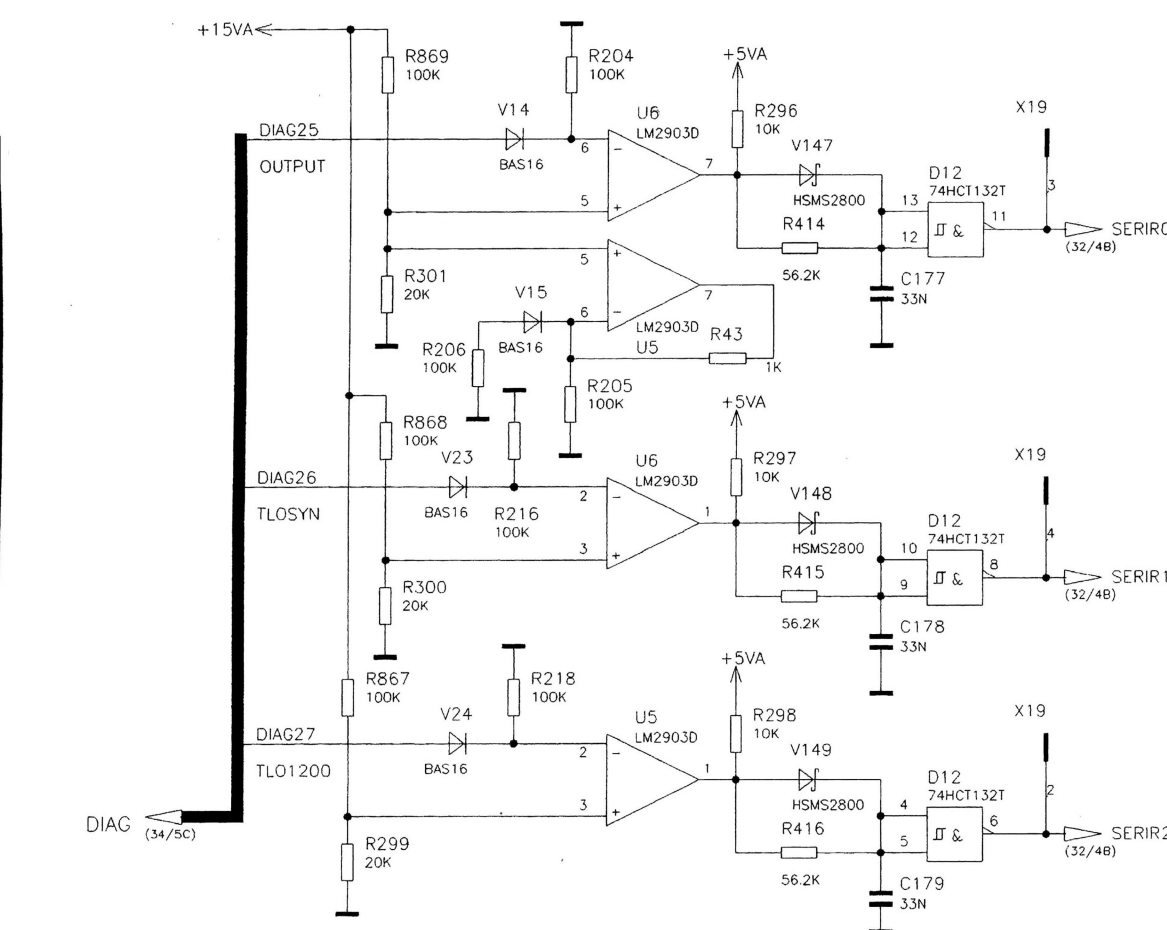 +15VA
R869
100K
R204
100K
+5VA
V14
U6
LM2903D
R296
10K
X19
DIAG25
OUTPUT
BAS16
6
−
7
V147
HSMS2800
D12
74HCT132T
3
5
+
R414
56.2K
13
12
&
11
SERIR0
(32/4B)
5
+
R301
20K
V15
BAS16
6
−
7
LM2903D
U5
R43
1K
C177
33N
R206
100K
R205
100K
+5VA
R868
100K
V23
U6
LM2903D
R297
10K
X19
DIAG26
TLOSYN
BAS16
R216
100K
2
−
1
V148
HSMS2800
D12
74HCT132T
4
3
+
R415
56.2K
10
9
&
8
SERIR1
(32/4B)
R300
20K
C178
33N
R867
100K
R218
100K
+5VA
V24
U5
LM2903D
R298
10K
X19
DIAG27
TLO1200
BAS16
2
−
1
V149
HSMS2800
D12
74HCT132T
2
3
+
R416
56.2K
4
5
&
6
SERIR2
(32/4B)
DIAG
(34/5C)
R299
20K
C179
33N